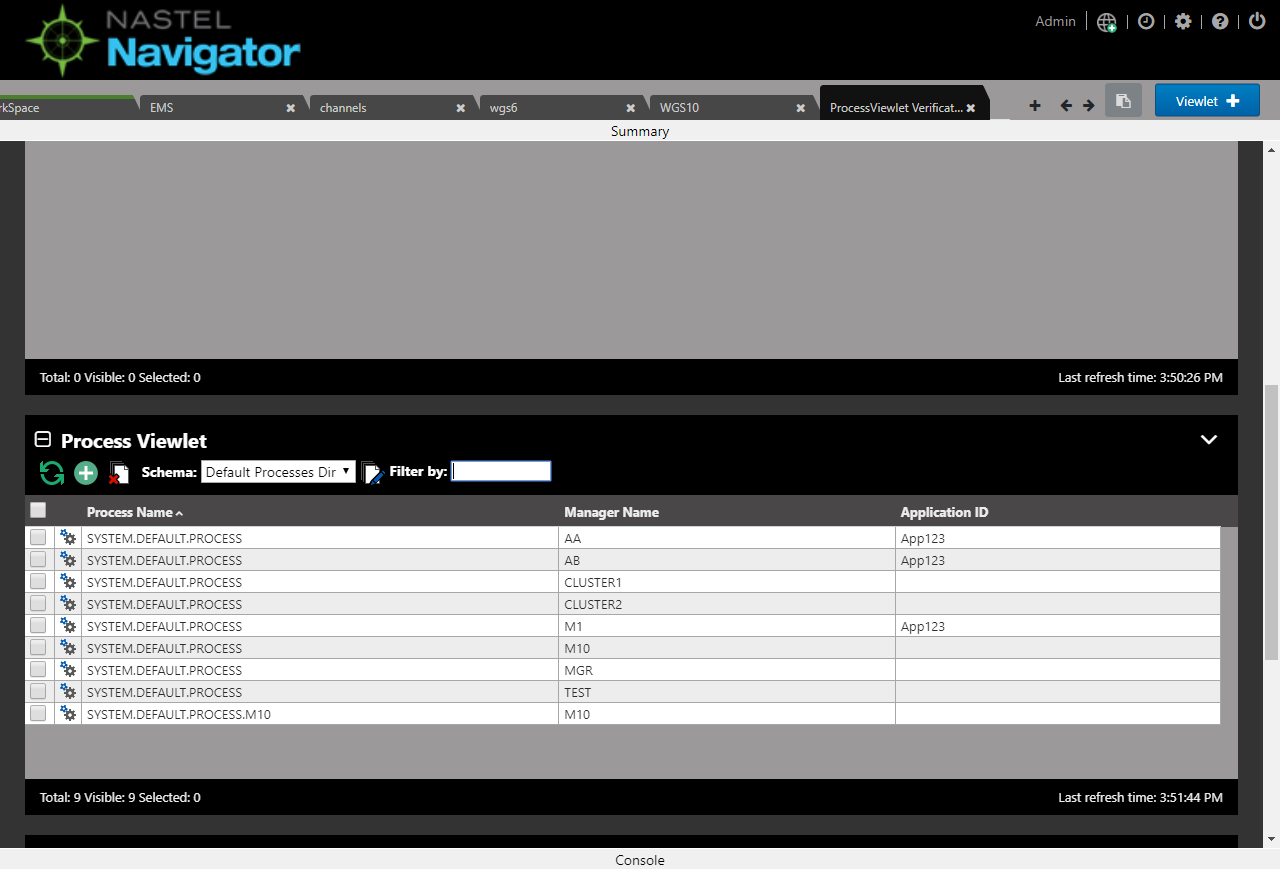 NASTEL
Navigator
Admin
rkSpace
EMS
channels
wgs6
WGS10
ProcessViewlet Verificat...
Viewlet
Summary
Total: 0 Visible: 0 Selected: 0
Last refresh time: 3:50:26 PM
Process Viewlet
Schema: Default Processes Dir Filter by:
Process Name Manager Name Application ID
SYSTEM.DEFAULT.PROCESS AA App123
SYSTEM.DEFAULT.PROCESS AB App123
SYSTEM.DEFAULT.PROCESS CLUSTER1
SYSTEM.DEFAULT.PROCESS CLUSTER2
SYSTEM.DEFAULT.PROCESS M1 App123
SYSTEM.DEFAULT.PROCESS M10
SYSTEM.DEFAULT.PROCESS MGR
SYSTEM.DEFAULT.PROCESS TEST
SYSTEM.DEFAULT.PROCESS.M10 M10
Total: 9 Visible: 9 Selected: 0
Last refresh time: 3:51:44 PM
Console